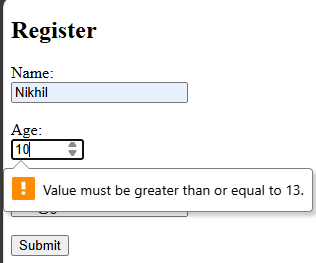 Register
Name:
Nikhil
Age:
10
! Value must be greater than or equal to 13.
Submit